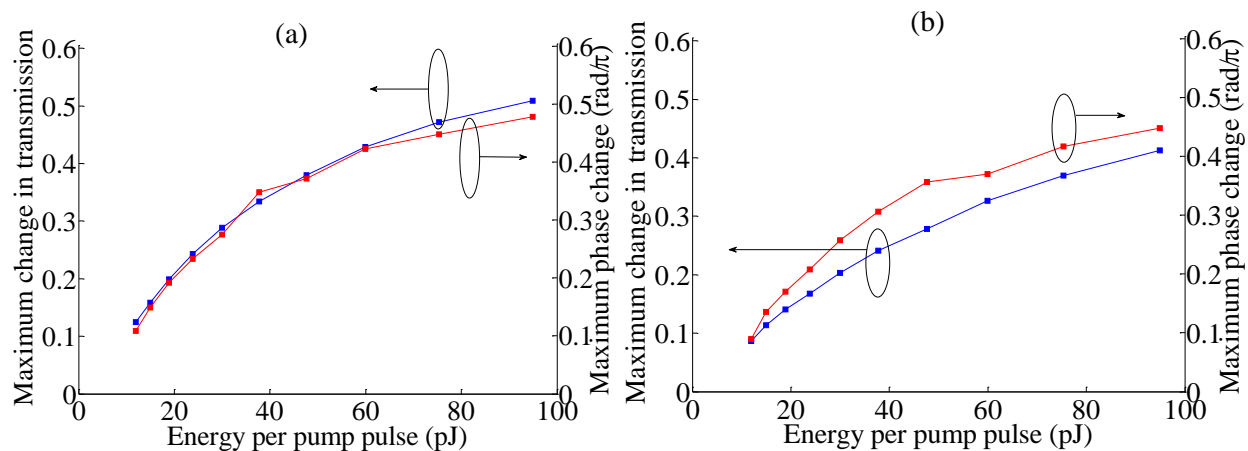 (a)
Maximum change in transmission
0.6
0.5
0.4
0.3
0.2
0.1
0
0 20 40 60 80 100
Energy per pump pulse (pJ)
0.6
0.5
0.4
0.3
0.2
0.1
0
Maximum phase change (rad/π)
(b)
Maximum change in transmission
0.6
0.5
0.4
0.3
0.2
0.1
0
0 20 40 60 80 100
Energy per pump pulse (pJ)
0.6
0.5
0.4
0.3
0.2
0.1
0
Maximum phase change (rad/π)